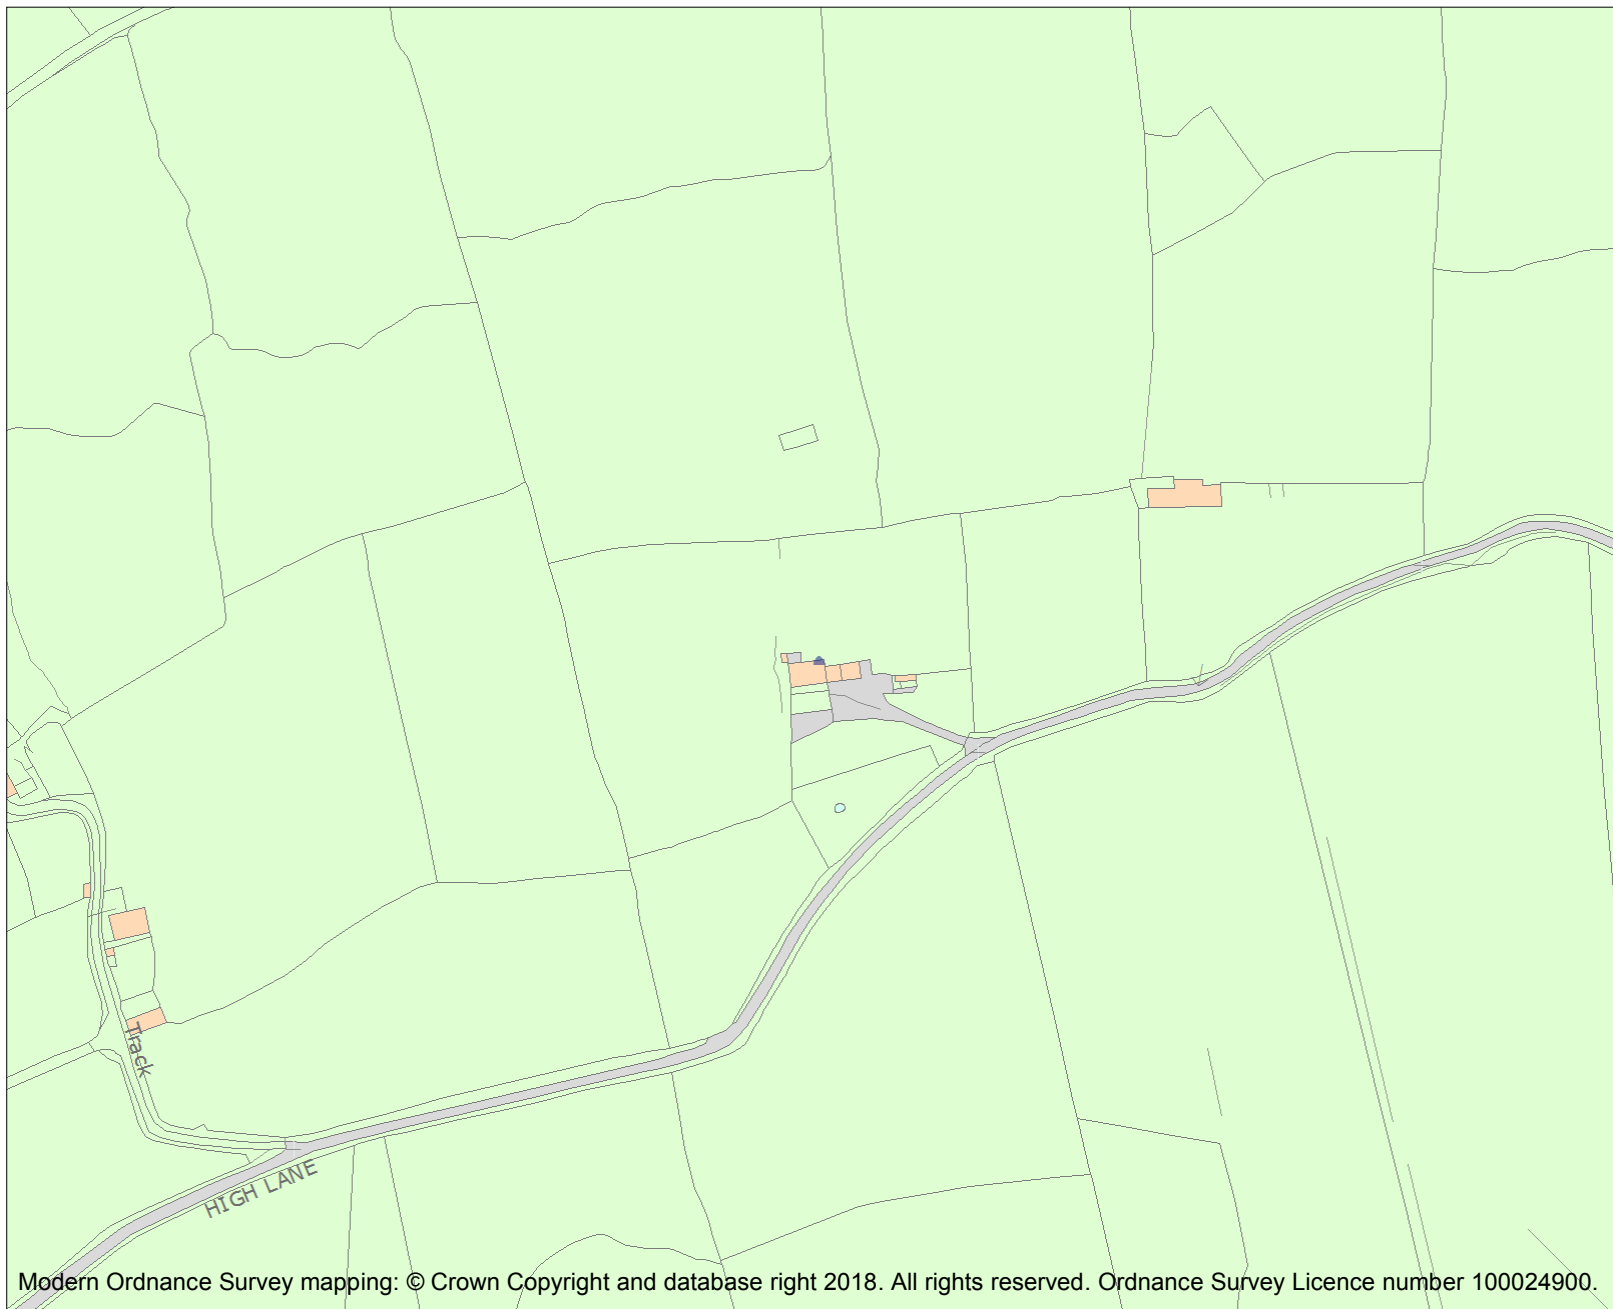 Track
HIGH LANE
Modern Ordnance Survey mapping: © Crown Copyright and database right 2018. All rights reserved. Ordnance Survey Licence number 100024900.